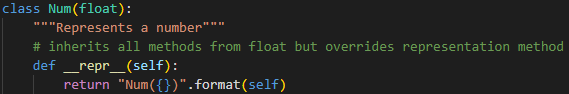 class Num(float):
    """Represents a number"""
    # inherits all methods from float but overrides representation method
    def __repr__(self):
        return "Num({})".format(self)